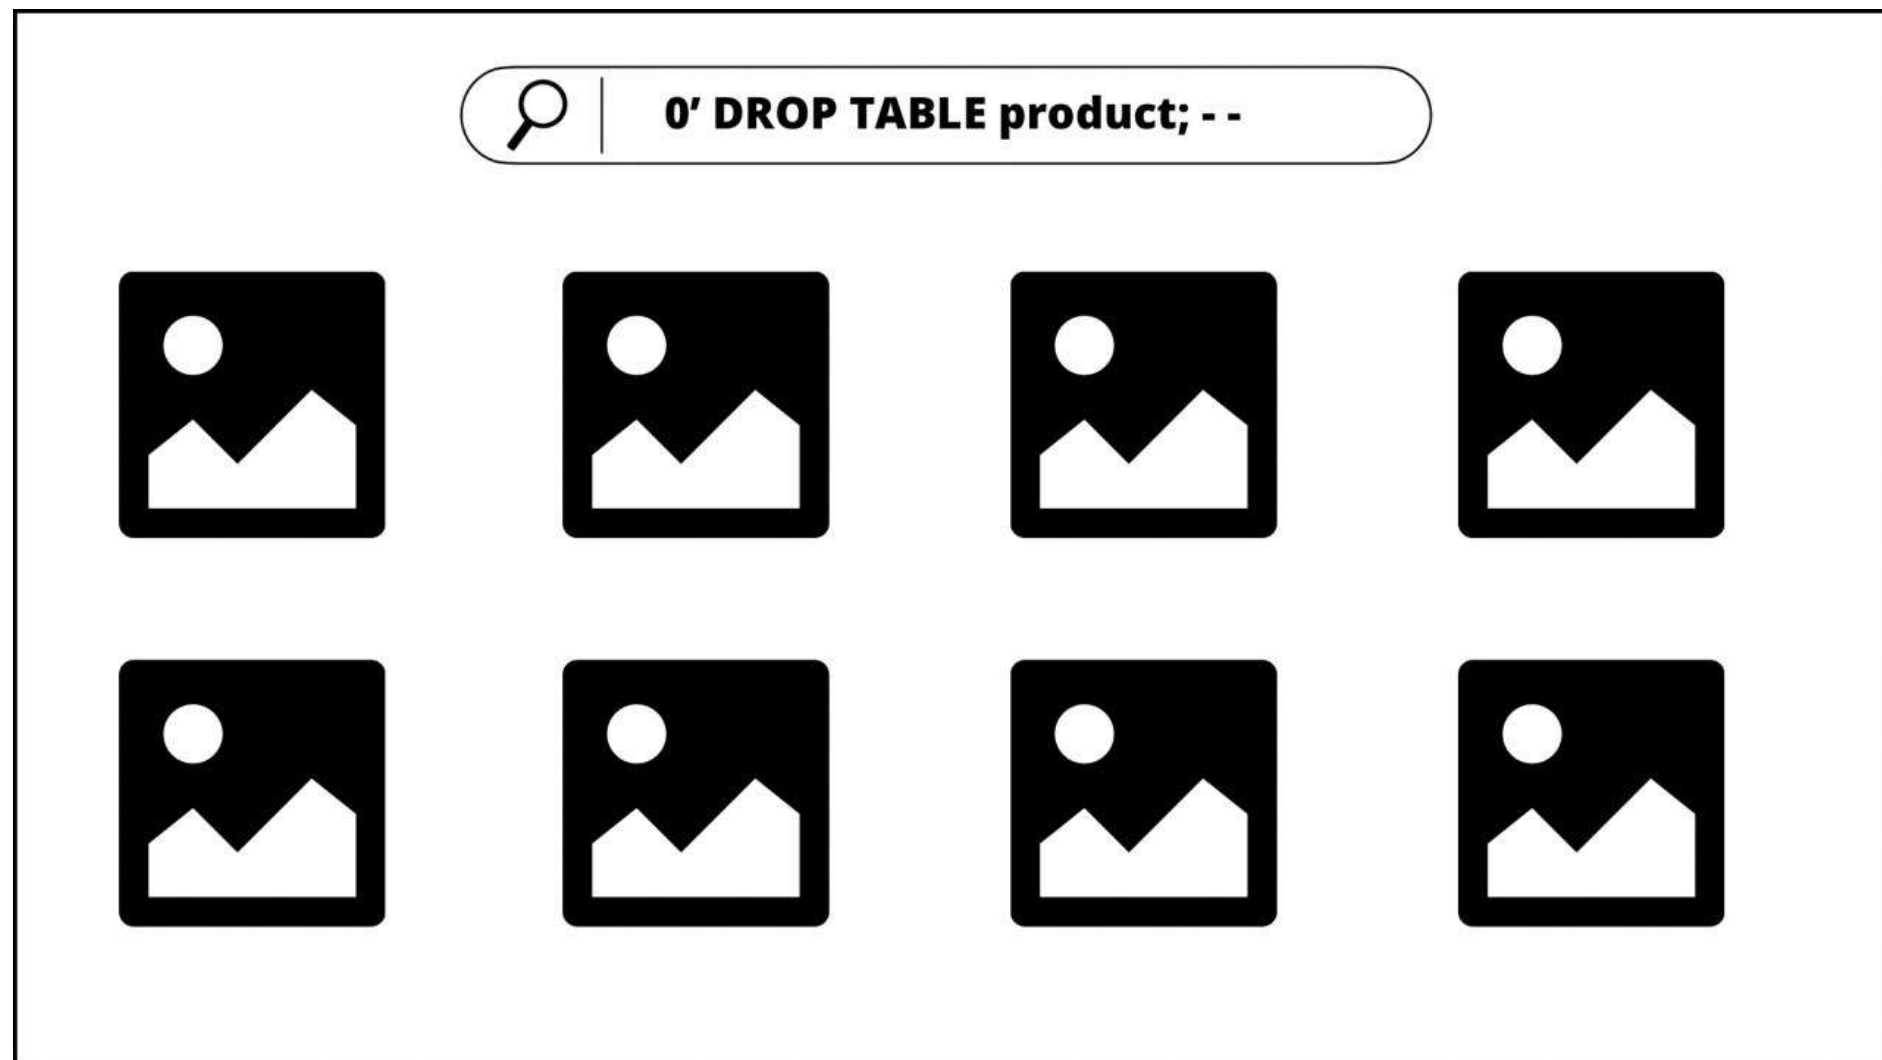 0’ DROP TABLE product; - -